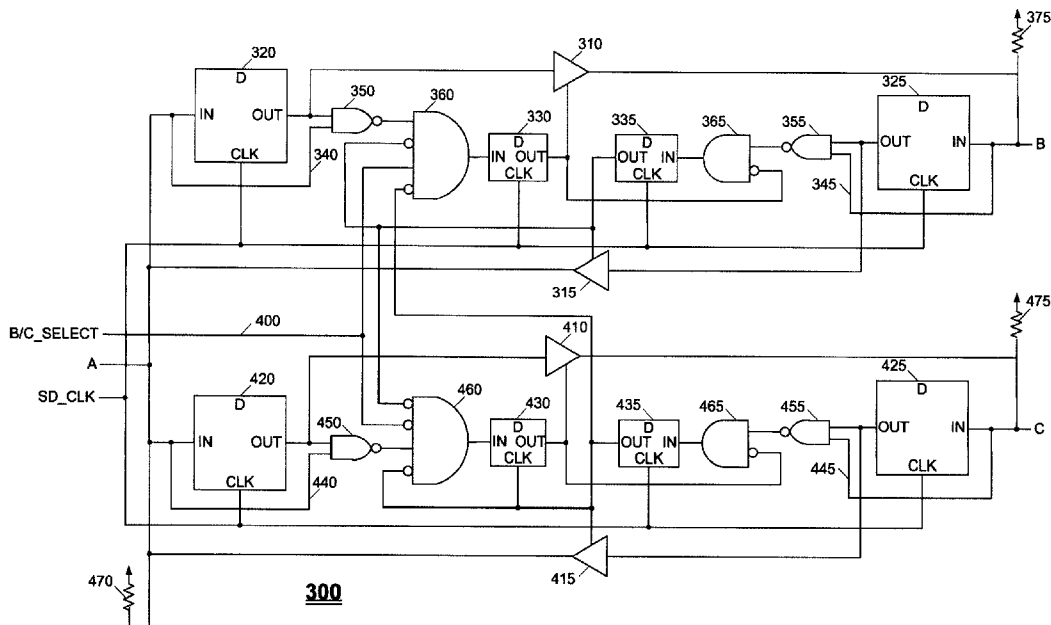 375
310
320
D
IN
OUT
CLK
350
340
360
330
D
IN OUT
CLK
335
D
OUT IN
CLK
365
355
345
325
D
OUT
IN
CLK
B
315
475
B/C_SELECT
400
A
SD_CLK
410
420
D
IN
OUT
CLK
450
440
460
430
D
IN OUT
CLK
435
D
OUT IN
CLK
465
455
445
425
D
OUT
IN
CLK
C
415
470
300